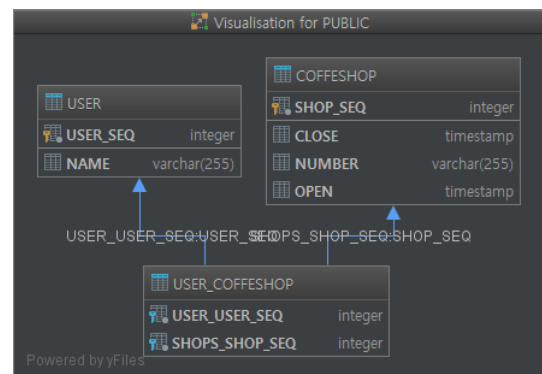 Visualisation for PUBLIC
USER
USER_SEQ integer
NAME varchar(255)
COFFESHOP
SHOP_SEQ integer
CLOSE timestamp
NUMBER varchar(255)
OPEN timestamp
USER_USER_SEQ:USER_SEQ
SHOPS_SHOP_SEQ:SHOP_SEQ
USER_COFFESHOP
USER_USER_SEQ integer
SHOPS_SHOP_SEQ integer
Powered by yFiles